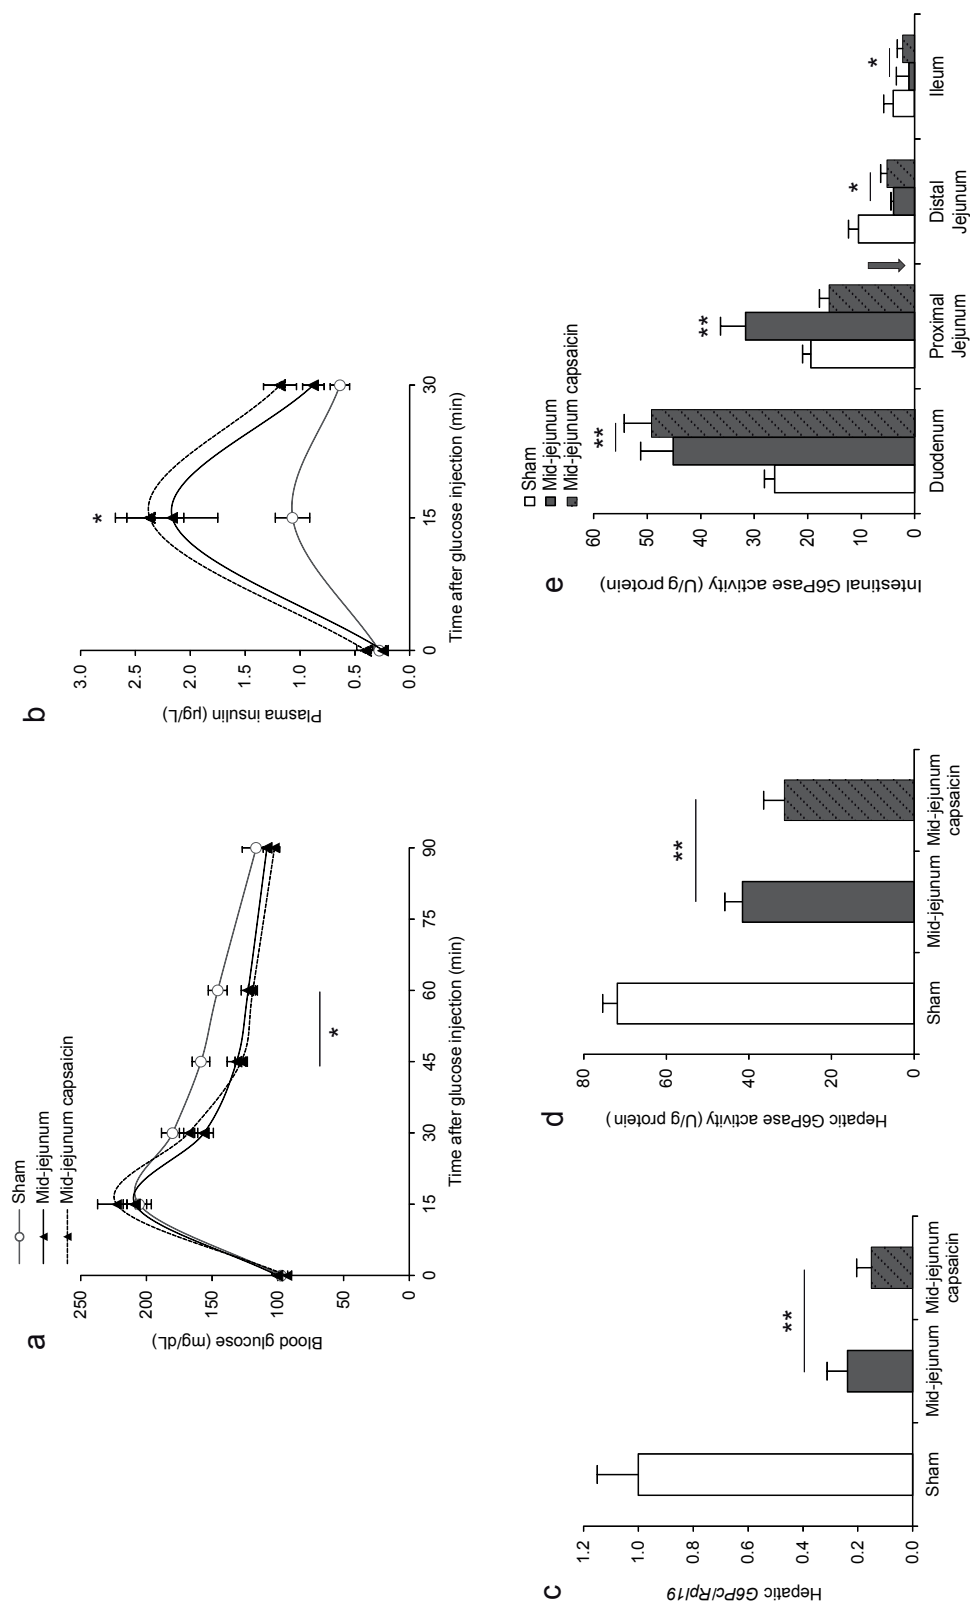 a
Sham
Mid-jejunum
Mid-jejunum capsaicin
Blood glucose (mg/dL)
250
200
150
100
50
0
0 15 30 45 60 75 90
Time after glucose injection (min)
*
b
Plasma insulin (µg/L)
3.0
2.5
2.0
1.5
1.0
0.5
0.0
0 15 30
Time after glucose injection (min)
*
c
Hepatic G6Pc/Rpl19
1.2
1.0
0.8
0.6
0.4
0.2
0.0
**
Sham Mid-jejunum Mid-jejunum
capsaicin
d
Hepatic G6Pase activity (U/g protein)
80
60
40
20
0
**
Sham Mid-jejunum Mid-jejunum
capsaicin
e
Sham
Mid-jejunum
Mid-jejunum capsaicin
Intestinal G6Pase activity (U/g protein)
60
50
40
30
20
10
0
**
**
*
*
Duodenum Proximal Distal Ileum
Jejunum Jejunum